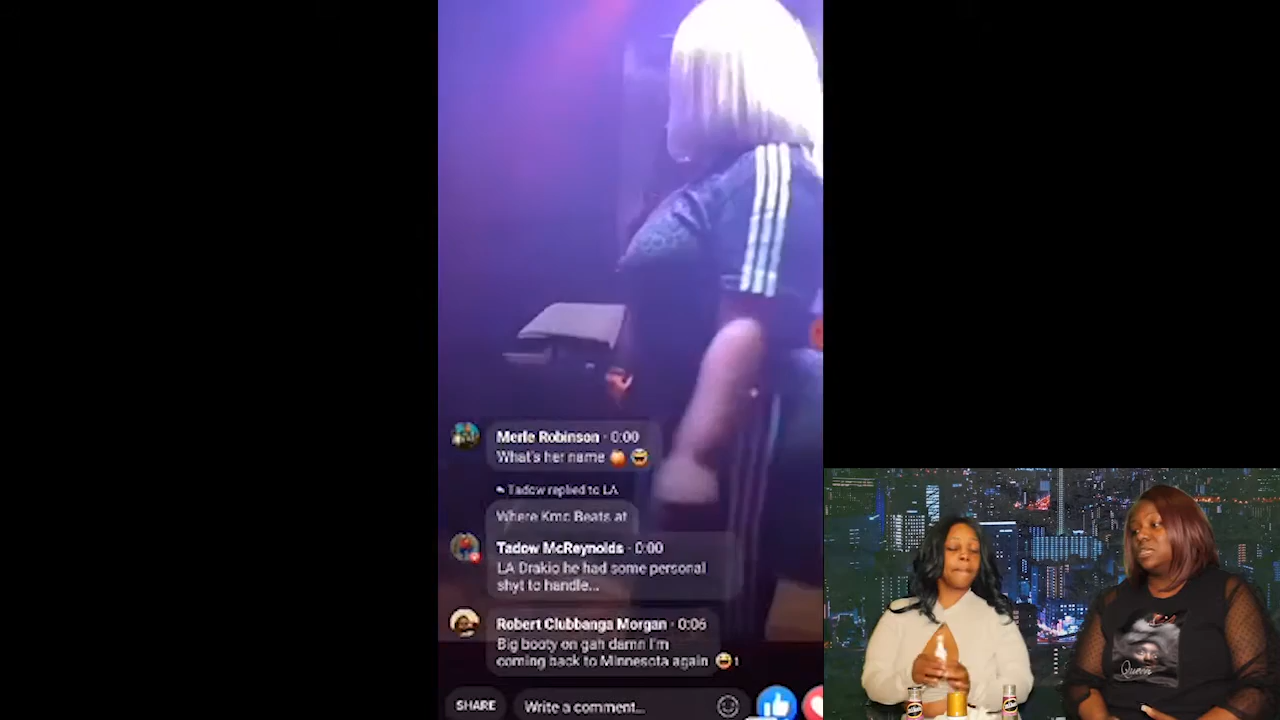 Merle Robinson · 0:00
What's her name 🍑 😂
Tadow replied to LA
Where Kmc Beats at
Tadow McReynolds · 0:00
LA Drakio he had some personal
shyt to handle...
Robert Clubbanga Morgan · 0:06
Big booty on gah damn I'm
coming back to Minnesota again 😂 1
SHARE
Write a comment...
Queen